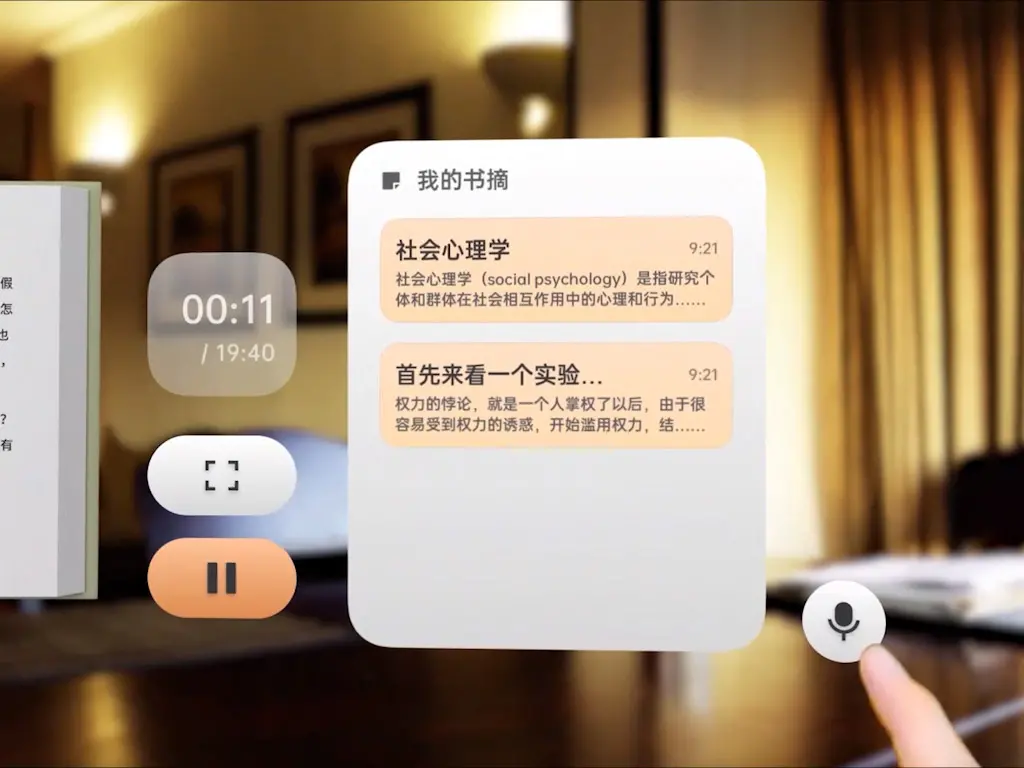 假
怎
也
，
？
有
00:11
/ 19:40
我的书摘
社会心理学 9:21
社会心理学（social psychology）是指研究个
体和群体在社会相互作用中的心理和行为……
首先来看一个实验... 9:21
权力的悖论，就是一个人掌权了以后，由于很
容易受到权力的诱惑，开始滥用权力，结……